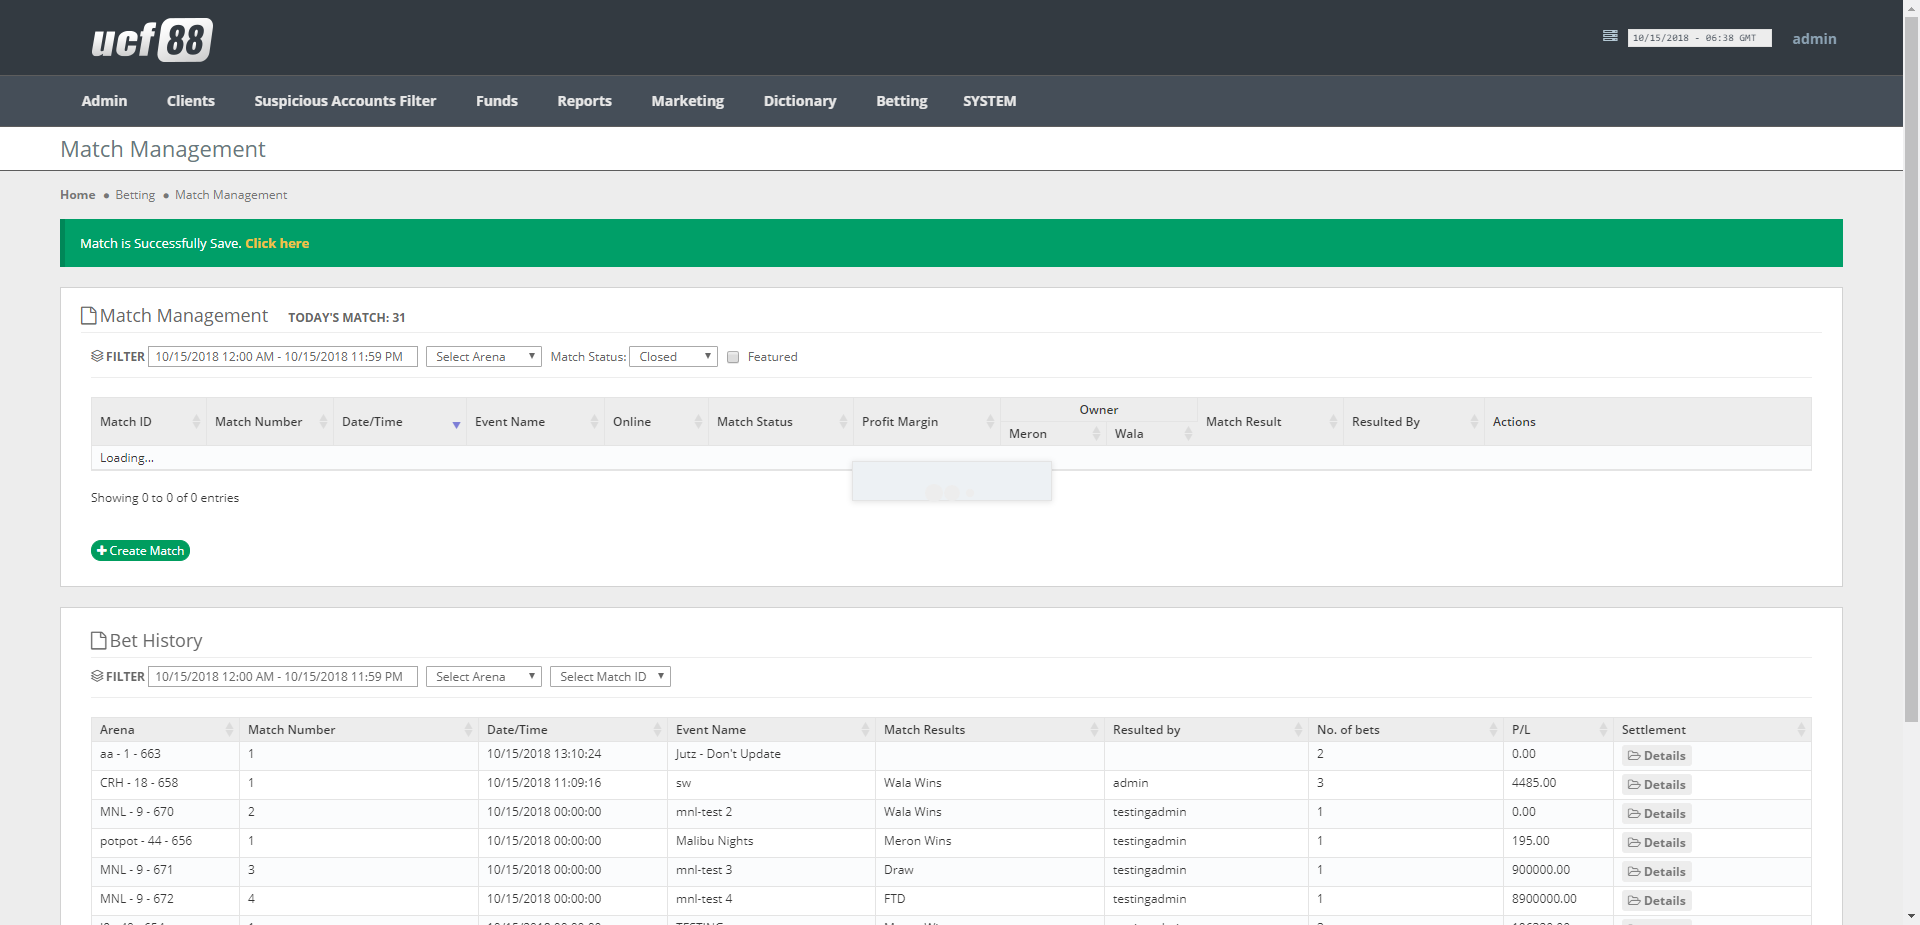 ucf 88
10/15/2018 - 06:38 GMT admin
Admin Clients Suspicious Accounts Filter Funds Reports Marketing Dictionary Betting SYSTEM
Match Management
Home • Betting • Match Management
Match is Successfully Save. Click here
Match Management TODAY'S MATCH: 31
FILTER 10/15/2018 12:00 AM - 10/15/2018 11:59 PM Select Arena Match Status: Closed Featured
Owner
Match ID Match Number Date/Time Event Name Online Match Status Profit Margin Match Result Resulted By Actions
Meron Wala
Loading...
Showing 0 to 0 of 0 entries
Create Match
Bet History
FILTER 10/15/2018 12:00 AM - 10/15/2018 11:59 PM Select Arena Select Match ID
Arena Match Number Date/Time Event Name Match Results Resulted by No. of bets P/L Settlement
aa - 1 - 663 1 10/15/2018 13:10:24 Jutz - Don't Update 2 0.00 Details
CRH - 18 - 658 1 10/15/2018 11:09:16 sw Wala Wins admin 3 4485.00 Details
MNL - 9 - 670 2 10/15/2018 00:00:00 mnl-test 2 Wala Wins testingadmin 1 0.00 Details
potpot - 44 - 656 1 10/15/2018 00:00:00 Malibu Nights Meron Wins testingadmin 1 195.00 Details
MNL - 9 - 671 3 10/15/2018 00:00:00 mnl-test 3 Draw testingadmin 1 900000.00 Details
MNL - 9 - 672 4 10/15/2018 00:00:00 mnl-test 4 FTD testingadmin 1 8900000.00 Details